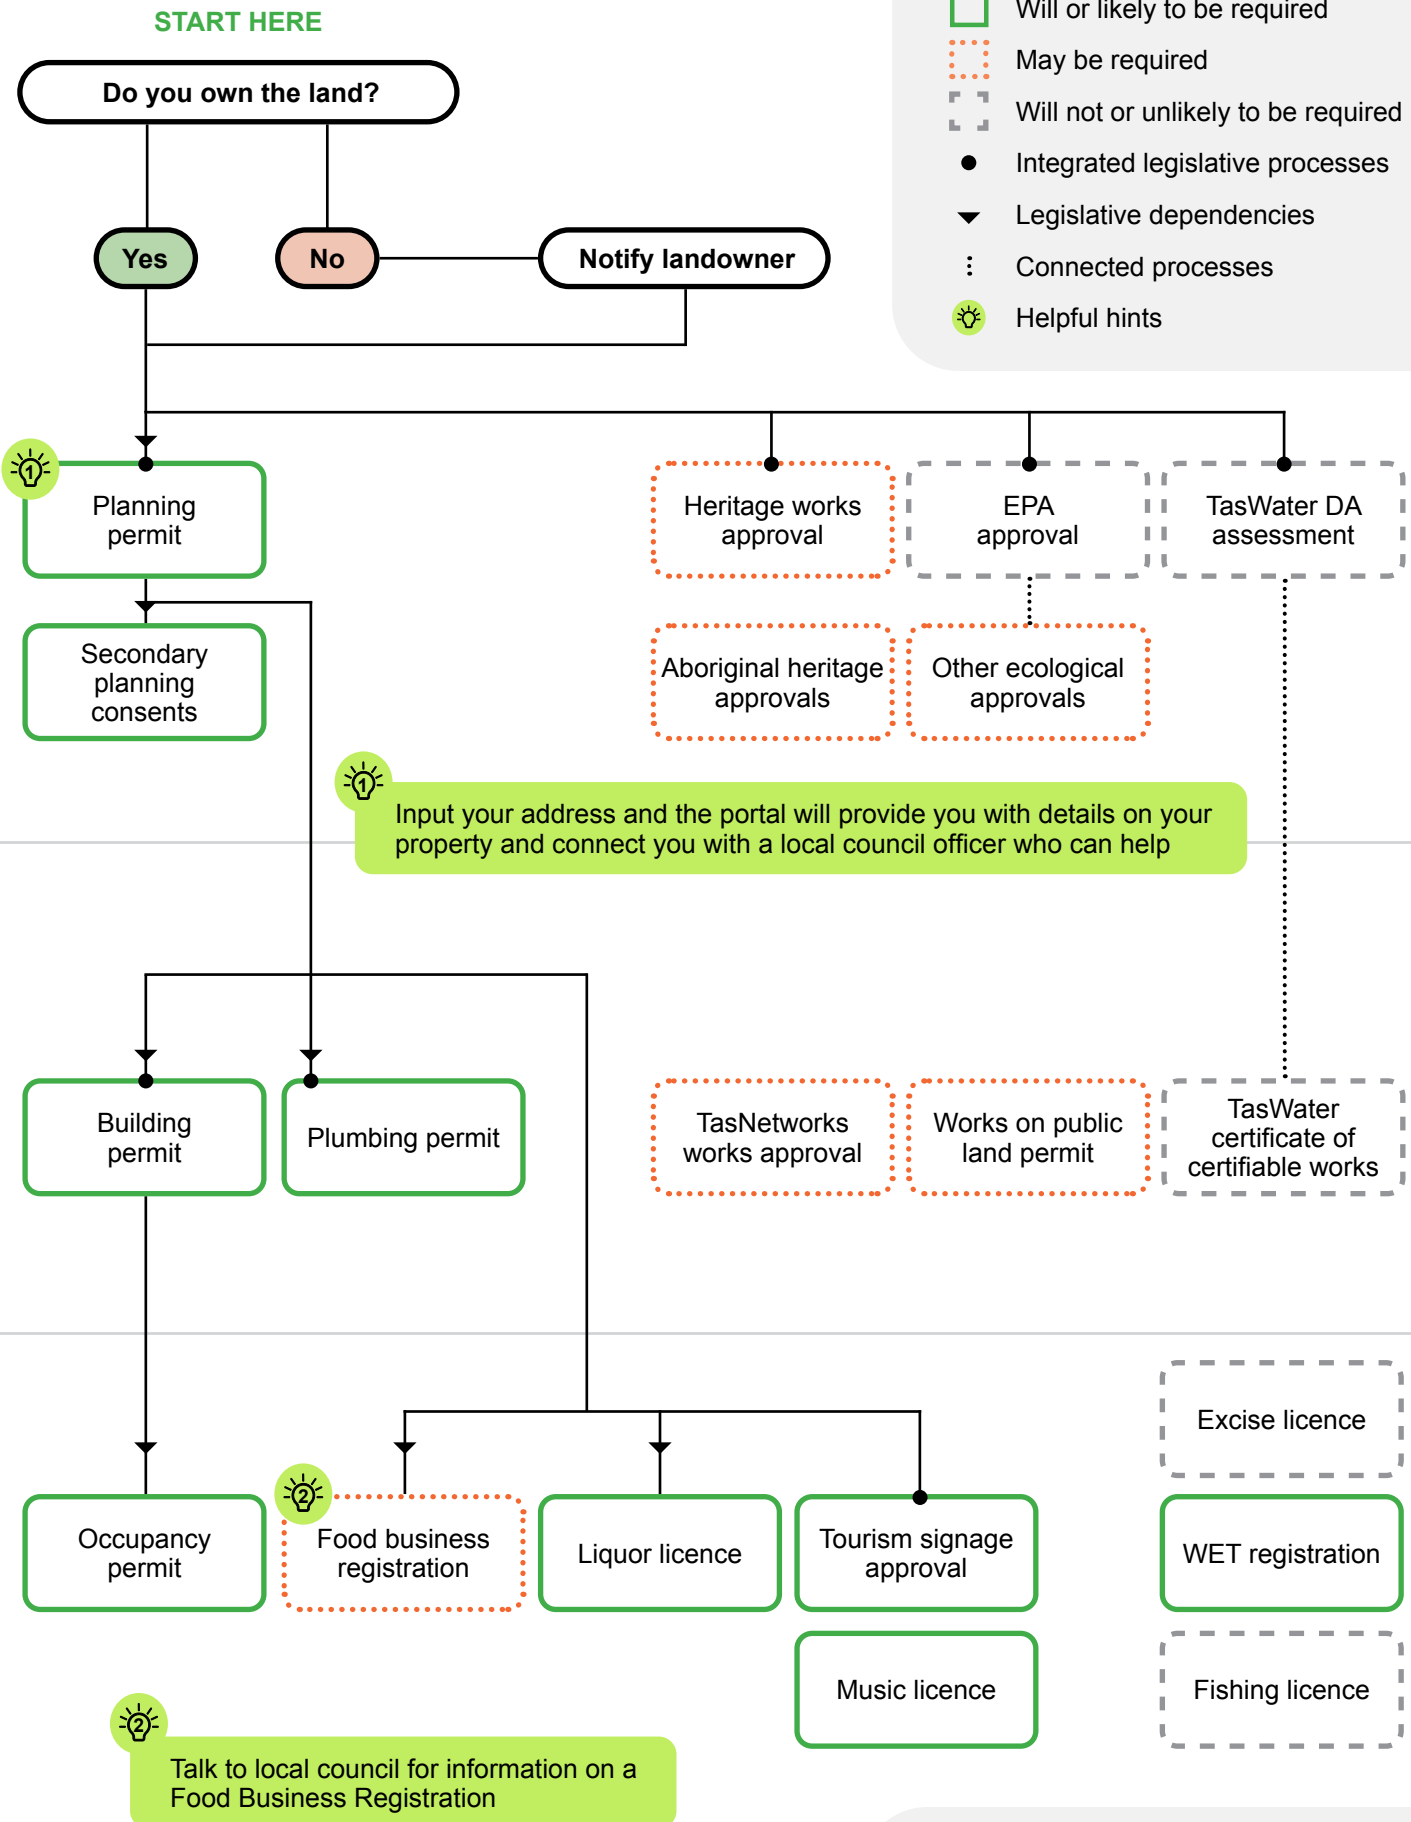 START HERE
Will or likely to be required
Do you own the land?
May be required
Will not or unlikely to be required
Integrated legislative processes
Legislative dependencies
Yes
No
Notify landowner
Connected processes
Helpful hints
1
Planning
permit
Heritage works
approval
EPA
approval
TasWater DA
assessment
Secondary
planning
consents
Aboriginal heritage
approvals
Other ecological
approvals
1
Input your address and the portal will provide you with details on your
property and connect you with a local council officer who can help
Building
permit
Plumbing permit
TasNetworks
works approval
Works on public
land permit
TasWater
certificate of
certifiable works
Excise licence
Occupancy
permit
2
Food business
registration
Liquor licence
Tourism signage
approval
WET registration
Music licence
Fishing licence
2
Talk to local council for information on a
Food Business Registration